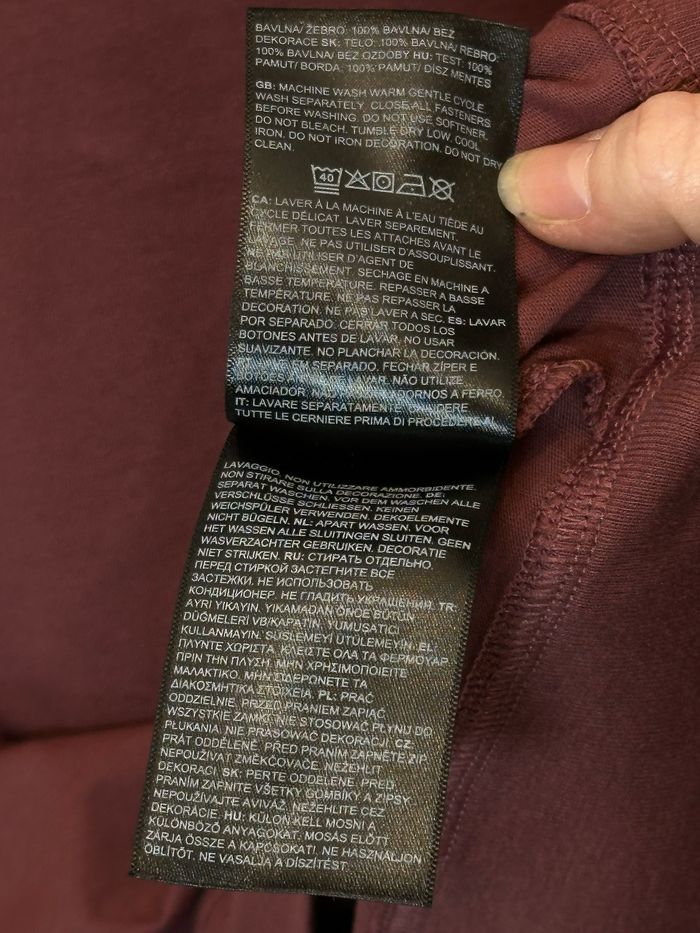 BAVLNA/ ŽEBRO: 100% BAVLNA/ BEZ
DEKORACE SK: TELO: 100% BAVLNA/ REBRO:
100% BAVLNA/ BEZ OZDOBY HU: TEST: 100%
PAMUT/ BORDA: 100% PAMUT/ DÍSZ MENTES
GB: MACHINE WASH WARM GENTLE CYCLE.
WASH SEPARATELY. CLOSE ALL FASTENERS
BEFORE WASHING. DO NOT USE SOFTENER.
DO NOT BLEACH. TUMBLE DRY LOW. COOL
IRON. DO NOT IRON DECORATION. DO NOT DRY
CLEAN.
40
CA: LAVER À LA MACHINE À L'EAU TIÈDE AU
CYCLE DÉLICAT. LAVER SEPAREMENT.
FERMER TOUTES LES ATTACHES AVANT LE
LAVAGE. NE PAS UTILISER D'ASSOUPLISSANT.
NE PAS UTILISER D'AGENT DE
BLANCHISSEMENT. SECHAGE EN MACHINE A
BASSE TEMPERATURE. REPASSER A BASSE
TEMPÉRATURE. NE PAS REPASSER LA
DECORATION. NE PAS LAVER A SEC. ES: LAVAR
POR SEPARADO. CERRAR TODOS LOS
BOTONES ANTES DE LAVAR. NO USAR
SUAVIZANTE. NO PLANCHAR LA DECORACIÓN.
EM SEPARADO. FECHAR ZÍPER E
LAVAR. NÃO UTILIZE
AMACIADOR. ADORNOS A FERRO.
IT: LAVARE SEPARATAMENTE. CHIUDERE
TUTTE LE CERNIERE PRIMA DI PROCEDERE AL
LAVAGGIO. NON UTILIZZARE AMMORBIDENTE.
NON STIRARE SULLA DECORAZIONE. DE:
SEPARAT WASCHEN. VOR DEM WASCHEN ALLE
VERSCHLÜSSE SCHLIESSEN. KEINEN
WEICHSPÜLER VERWENDEN. DEKOELEMENTE
NICHT BÜGELN. NL: APART WASSEN. VOOR
HET WASSEN ALLE SLUITINGEN SLUITEN. GEEN
WASVERZACHTER GEBRUIKEN. DECORATIE
NIET STRIJKEN. RU: СТИРАТЬ ОТДЕЛЬНО.
ПЕРЕД СТИРКОЙ ЗАСТЕГНИТЕ ВСЕ
ЗАСТЕЖКИ. НЕ ИСПОЛЬЗОВАТЬ
КОНДИЦИОНЕР. НЕ ГЛАДИТЬ УКРАШЕНИЯ. TR:
AYRI YIKAYIN. YIKAMADAN ÖNCE BÜTÜN
DÜĞMELERİ VB/KAPATIN. YUMUŞATICI
KULLANMAYIN. SÜSLEMEYİ ÜTÜLEMEYİN. EL:
ΠΛΥΝΤΕ ΧΩΡΙΣΤΑ. ΚΛΕΙΣΤΕ ΟΛΑ ΤΑ ΦΕΡΜΟΥΑΡ
ΠΡΙΝ ΤΗΝ ΠΛΥΣΗ. ΜΗΝ ΧΡΗΣΙΜΟΠΟΙΕΙΤΕ
ΜΑΛΑΚΤΙΚΟ. ΜΗΝ ΣΙΔΕΡΩΝΕΤΕ ΤΑ
ΔΙΑΚΟΣΜΗΤΙΚΑ ΣΤΟΙΧΕΙΑ. PL: PRAĆ
ODDZIELNIE. PRZED PRANIEM ZAPIĄĆ
WSZYSTKIE ZAMKI. NIE STOSOWAĆ PŁYNU DO
PŁUKANIA. NIE PRASOWAĆ DEKORACJI. CZ:
PRÁT ODDĚLENĚ. PŘED PRANÍM ZAPNĚTE ZIP.
NEPOUŽÍVAT ZMĚKČOVAČE. NEŽEHLIT
DEKORACI. SK: PERTE ODDELENE. PRED
PRANÍM ZAPNITE VŠETKY GOMBÍKY A ZIPSY.
NEPOUŽÍVAJTE AVIVÁŽ. NEŽEHLITE CEZ
DEKORÁCIE. HU: KÜLÖN KELL MOSNI A
KÜLÖNBÖZŐ ANYAGOKAT. MOSÁS ELŐTT
ZÁRJA ÖSSZE A KAPCSOKAT!. NE HASZNÁLJON
ÖBLÍTŐT. NE VASALJA A DÍSZÍTÉST.